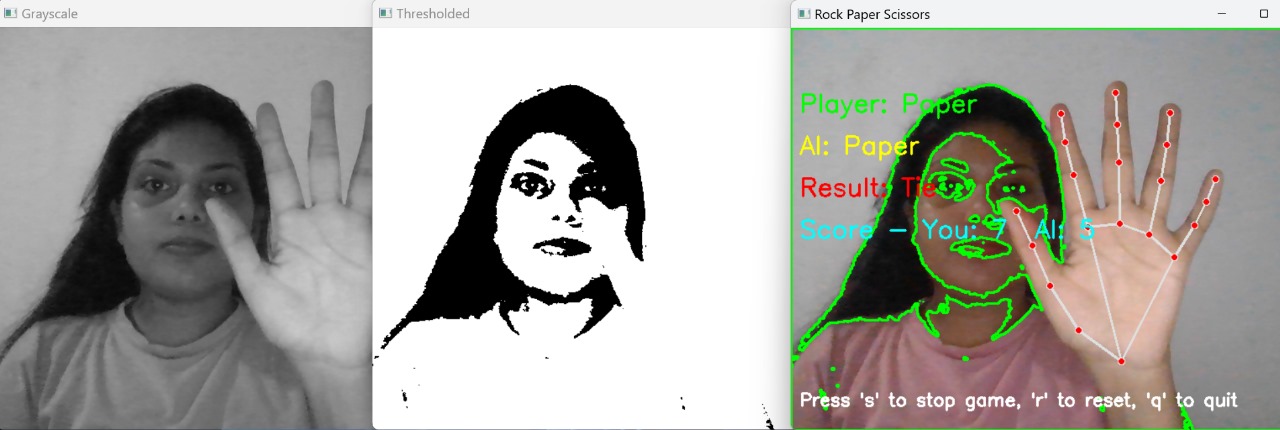 Grayscale
Thresholded
Rock Paper Scissors
Player: Paper
AI: Paper
Result: Tie
Score - You: 7 AI: 5
Press 's' to stop game, 'r' to reset, 'q' to quit